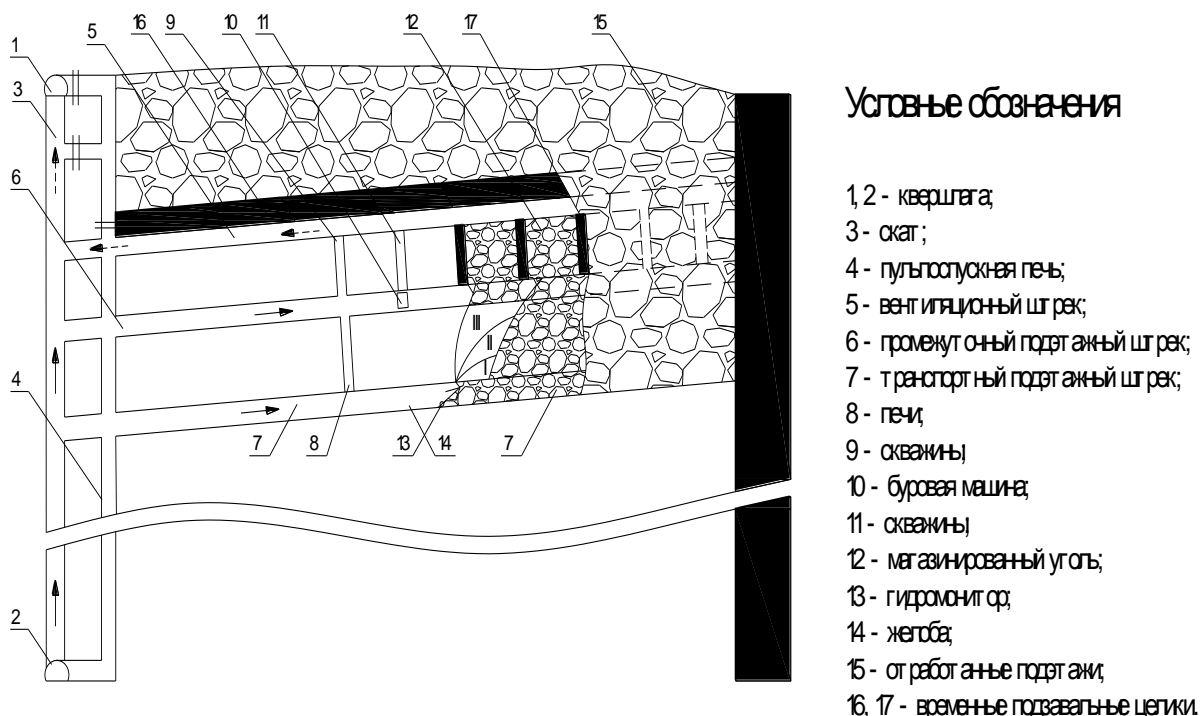 16 9 10 11 12 17 15
5
1
3
6
4
7 8 13 14 7
2
III
II
I
Условные обозначения
1, 2 - квершлага;
3 - скат;
4 - пульпоспускная печь;
5 - вентиляционный штрек;
6 - промежуточный подэтажный штрек;
7 - транспортный подэтажный штрек;
8 - печи;
9 - скважины;
10 - буровая машина;
11 - скважины;
12 - магазинированный уголь;
13 - гидромонитор;
14 - желоба;
15 - отработанные подэтажи;
16, 17 - временные подзавальные целики.